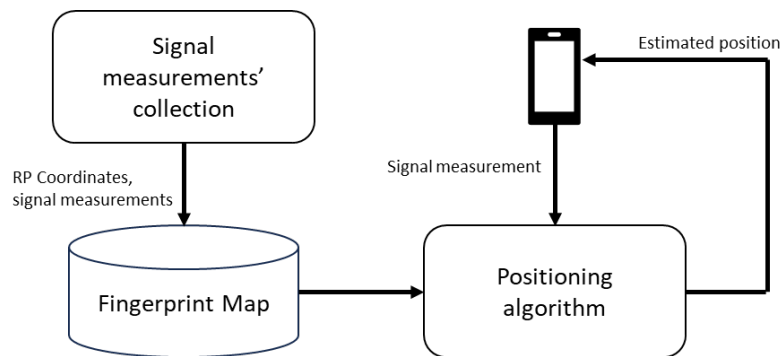 Signal
measurements’
collection
Estimated position
RP Coordinates,
signal measurements
Signal measurement
Fingerprint Map
Positioning
algorithm